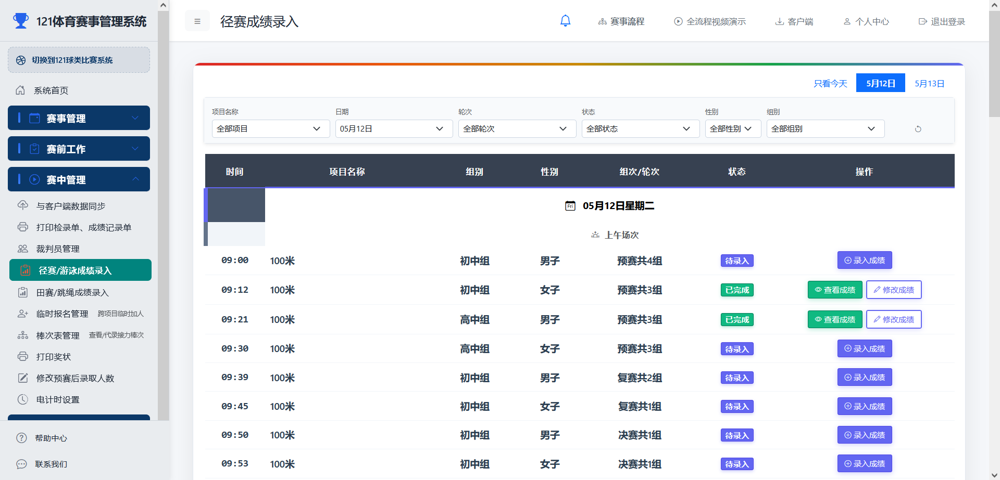 121体育赛事管理系统
切换到121球类比赛系统
系统首页
赛事管理
赛前工作
赛中管理
与客户端数据同步
打印检录单、成绩记录单
裁判员管理
径赛/游泳成绩录入
田赛/跳绳成绩录入
临时报名管理 跨项目临时加人
棒次表管理 查看/代录接力棒次
打印奖状
修改预赛后录取人数
电计时设置
帮助中心
联系我们
径赛成绩录入
赛事流程 全流程视频演示 客户端 个人中心 退出登录
只看今天 5月12日 5月13日
项目名称 日期 轮次 状态 性别 组别
全部项目 05月12日 全部轮次 全部状态 全部性别 全部组别
时间 项目名称 组别 性别 组次/轮次 状态 操作
Fri 05月12日星期二
上午场次
09:00 100米 初中组 男子 预赛共4组 待录入 录入成绩
09:12 100米 初中组 女子 预赛共3组 已完成 查看成绩 修改成绩
09:21 100米 高中组 男子 预赛共3组 已完成 查看成绩 修改成绩
09:30 100米 高中组 女子 预赛共3组 待录入 录入成绩
09:39 100米 初中组 男子 复赛共2组 待录入 录入成绩
09:45 100米 初中组 女子 复赛共1组 待录入 录入成绩
09:50 100米 初中组 男子 决赛共1组 待录入 录入成绩
09:53 100米 初中组 女子 决赛共1组 待录入 录入成绩